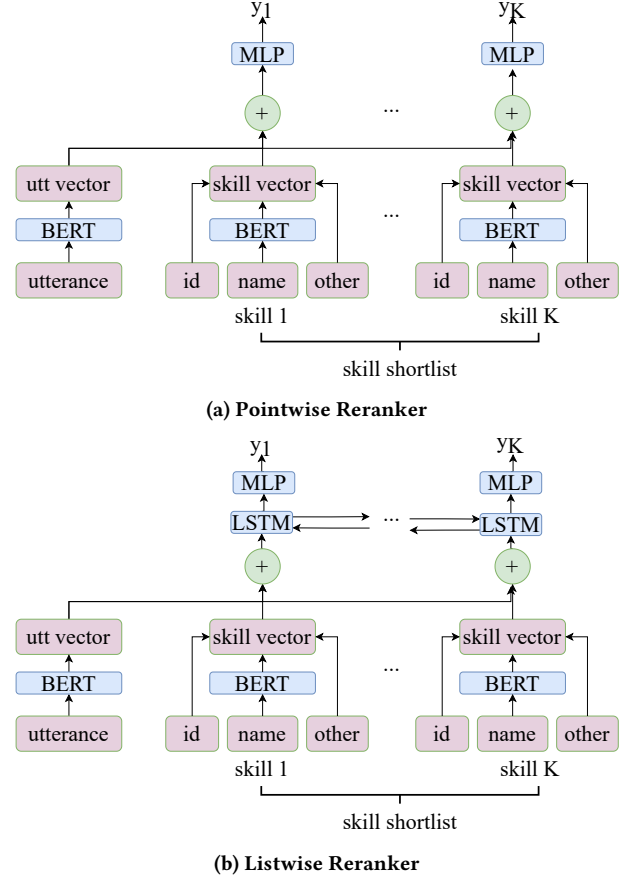 y1 yK
MLP MLP
+ ... +
utt vector skill vector skill vector
BERT BERT ... BERT
utterance id name other id name other
skill 1 skill K
skill shortlist
(a) Pointwise Reranker
y1 yK
MLP MLP
LSTM ... LSTM
+ +
utt vector skill vector skill vector
BERT BERT ... BERT
utterance id name other id name other
skill 1 skill K
skill shortlist
(b) Listwise Reranker